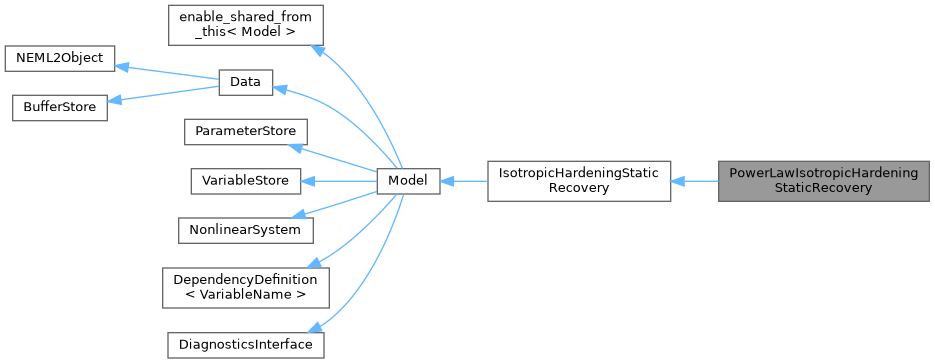 enable_shared_from
_this< Model >
NEML2Object
Data
BufferStore
ParameterStore
VariableStore
Model
IsotropicHardeningStatic
Recovery
PowerLawIsotropicHardening
StaticRecovery
NonlinearSystem
DependencyDefinition
< VariableName >
DiagnosticsInterface